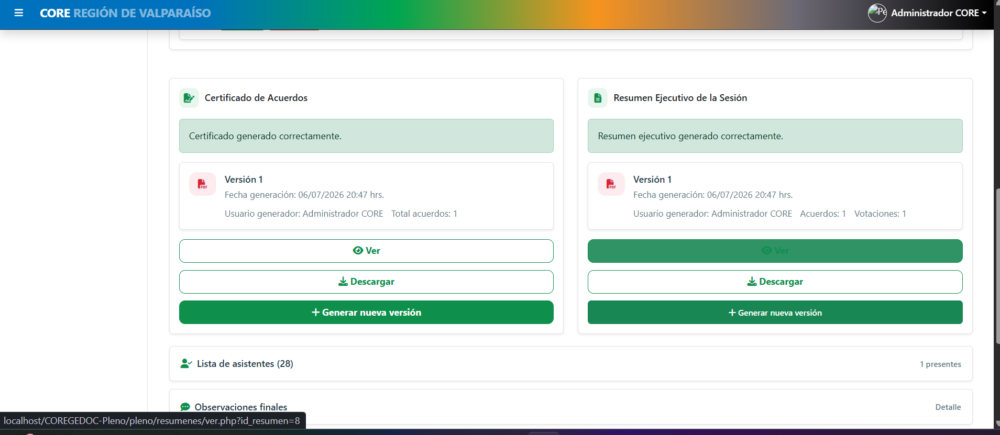 CORE REGIÓN DE VALPARAÍSO
Pe
Administrador CORE
Certificado de Acuerdos
Certificado generado correctamente.
PDF
Versión 1
Fecha generación: 06/07/2026 20:47 hrs.
Usuario generador: Administrador CORE Total acuerdos: 1
Ver
Descargar
+ Generar nueva versión
Resumen Ejecutivo de la Sesión
Resumen ejecutivo generado correctamente.
PDF
Versión 1
Fecha generación: 06/07/2026 20:47 hrs.
Usuario generador: Administrador CORE Acuerdos: 1 Votaciones: 1
Ver
Descargar
+ Generar nueva versión
Lista de asistentes (28)
1 presentes
Observaciones finales
Detalle
localhost/COREGEDOC-Pleno/pleno/resumenes/ver.php?id_resumen=8